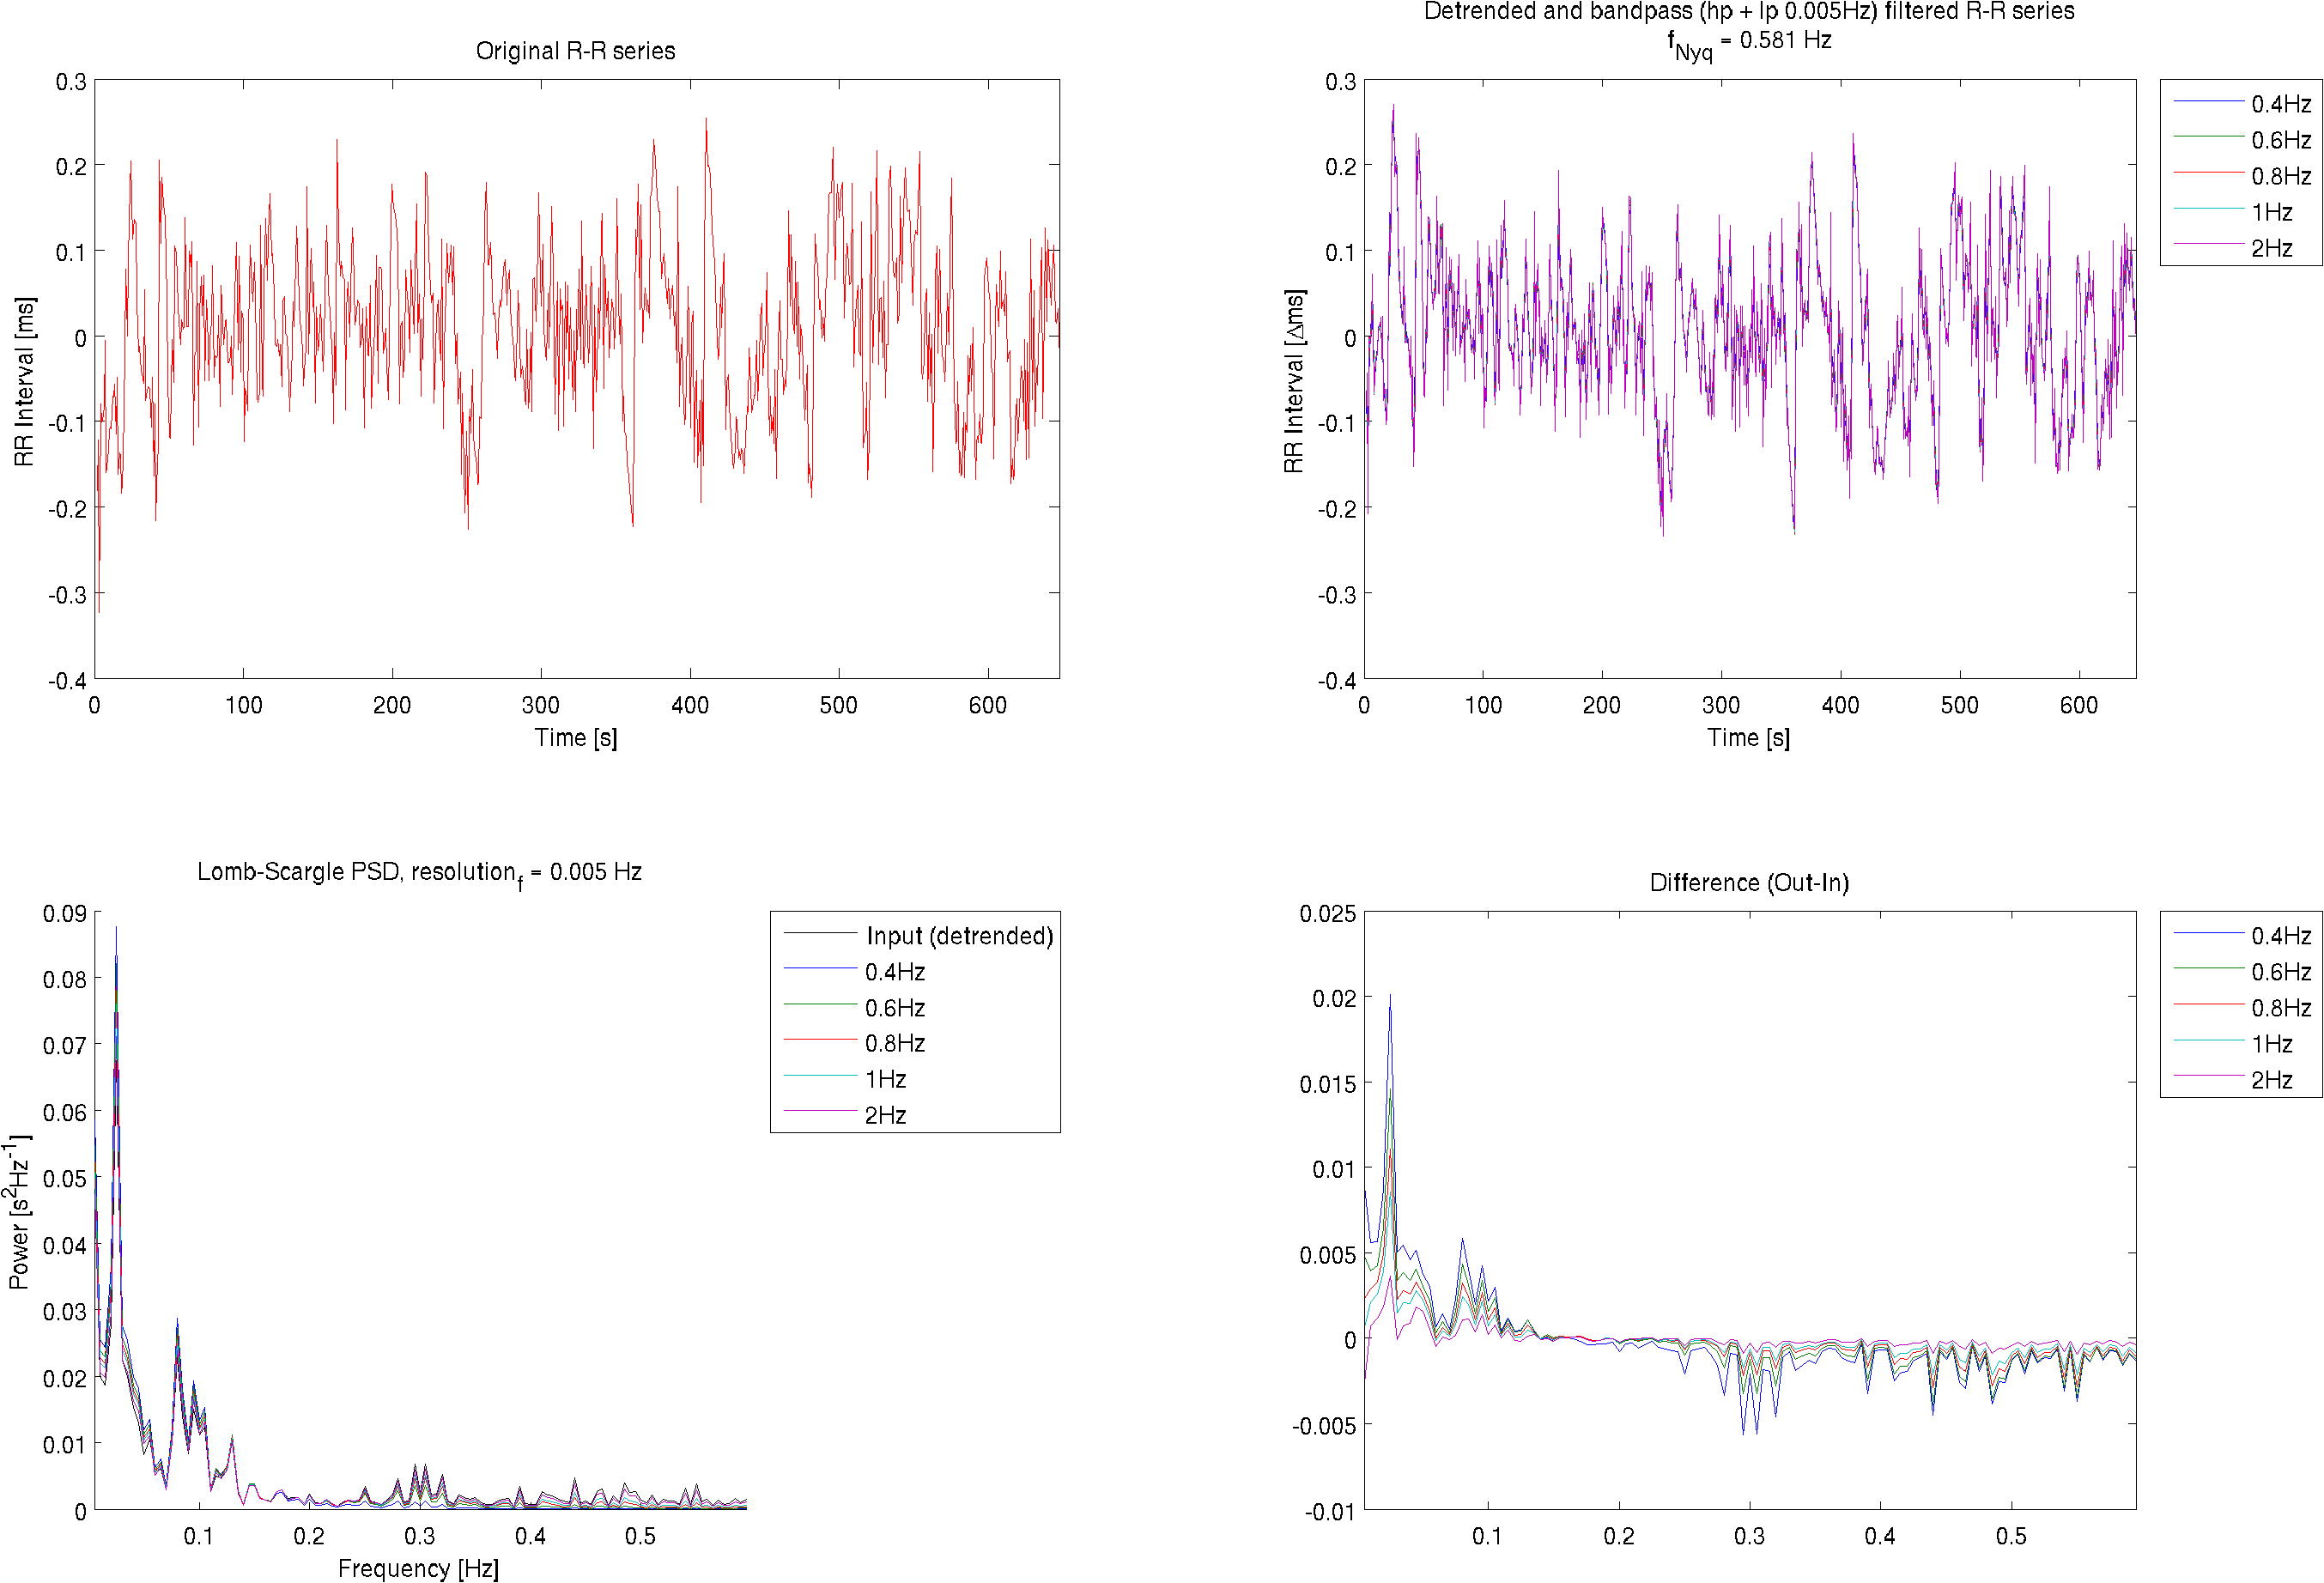 Original R-R series
0.3
0.2
0.1
0
-0.1
-0.2
-0.3
-0.4
RR Interval [ms]
0
100
200
300
400
500
600
Time [s]
Detrended and bandpass (hp + lp 0.005Hz) filtered R-R series
fNyq = 0.581 Hz
0.3
0.2
0.1
0
-0.1
-0.2
-0.3
-0.4
RR Interval [Δms]
0
100
200
300
400
500
600
Time [s]
0.4Hz
0.6Hz
0.8Hz
1Hz
2Hz
Lomb-Scargle PSD, resolutionf = 0.005 Hz
0.09
0.08
0.07
0.06
0.05
0.04
0.03
0.02
0.01
0
Power [s2Hz-1]
0.1
0.2
0.3
0.4
0.5
Frequency [Hz]
Input (detrended)
0.4Hz
0.6Hz
0.8Hz
1Hz
2Hz
Difference (Out-In)
0.025
0.02
0.015
0.01
0.005
0
-0.005
-0.01
0.1
0.2
0.3
0.4
0.5
0.4Hz
0.6Hz
0.8Hz
1Hz
2Hz